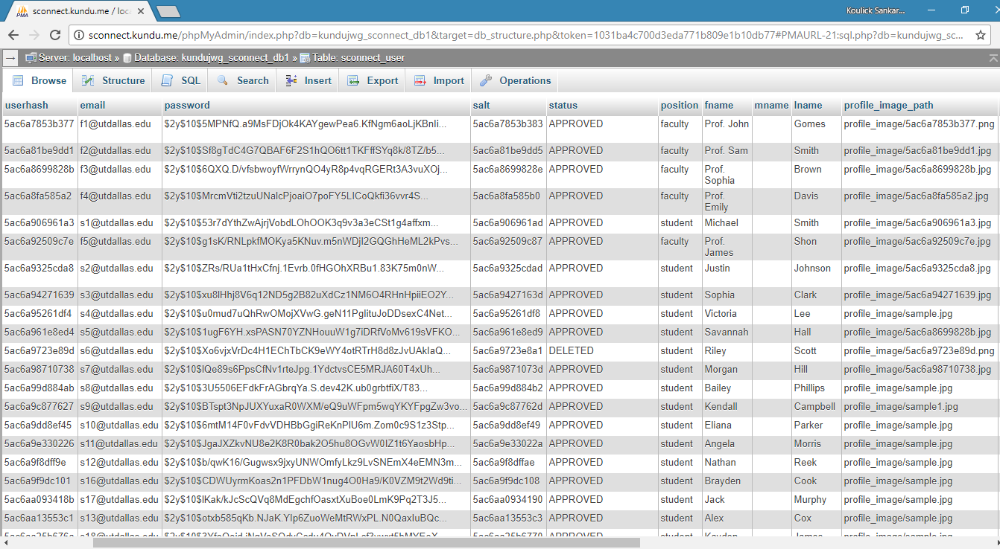 sconnect.kundu.me / loca
Koulick Sankar...
sconnect.kundu.me/phpMyAdmin/index.php?db=kundujwg_sconnect_db1&target=db_structure.php&token=1031ba4c700d3eda771b809e1b10db77#PMAURL-21:sql.php?db=kundujwg_sc...
Server: localhost » Database: kundujwg_sconnect_db1 » Table: sconnect_user
Browse Structure SQL Search Insert Export Import Operations
userhash email password salt status position fname mname lname profile_image_path
5ac6a7853b377 f1@utdallas.edu $2y$10$5MPNfQ.a9MsFDjOk4KAYgewPea6.KfNgm6aoLjKBnIi... 5ac6a7853b383 APPROVED faculty Prof. John Gomes profile_image/5ac6a7853b377.png
5ac6a81be9dd1 f2@utdallas.edu $2y$10$Sf8gTdC4G7QBAF6F2S1hQO6tt1TKFffSYq8k/8TZ/b5... 5ac6a81be9dd5 APPROVED faculty Prof. Sam Smith profile_image/5ac6a81be9dd1.jpg
5ac6a8699828b f3@utdallas.edu $2y$10$6QXQ.D/vfsbwoyfWrrynQO4yR8p4vqRGERt3A3vuXOj... 5ac6a8699828e APPROVED faculty Prof. Sophia Brown profile_image/5ac6a8699828b.jpg
5ac6a8fa585a2 f4@utdallas.edu $2y$10$MrcmVti2tzuUNalcPjoaiO7poFY5LICoQkfi36vvr4S... 5ac6a8fa585b0 APPROVED faculty Prof. Emily Davis profile_image/5ac6a8fa585a2.jpg
5ac6a906961a3 s1@utdallas.edu $2y$10$53r7dYthZwAjrjVobdLOhOOK3q9v3a3eCSt1g4affxm... 5ac6a906961ad APPROVED student Michael Smith profile_image/5ac6a906961a3.jpg
5ac6a92509c7e f5@utdallas.edu $2y$10$g1sK/RNLpkfMOKya5KNuv.m5nWDjI2GQGhHeML2kPvs... 5ac6a92509c87 APPROVED faculty Prof. James Shon profile_image/5ac6a92509c7e.jpg
5ac6a9325cda8 s2@utdallas.edu $2y$10$ZRs/RUa1tHxCfnj.1Evrb.0fHGOhXRBu1.83K75m0nW... 5ac6a9325cdad APPROVED student Justin Johnson profile_image/5ac6a9325cda8.jpg
5ac6a94271639 s3@utdallas.edu $2y$10$xu8lHhj8V6q12ND5g2B82uXdCz1NM6O4RHnHpiiEO2Y... 5ac6a9427163d APPROVED student Sophia Clark profile_image/5ac6a94271639.jpg
5ac6a95261df4 s4@utdallas.edu $2y$10$u0mud7uQhRwOMojXVwG.geN11PglituJoDDsexC4Net... 5ac6a95261df8 APPROVED student Victoria Lee profile_image/sample.jpg
5ac6a961e8ed4 s5@utdallas.edu $2y$10$1ugF6YH.xsPASN70YZNHouuW1g7iDRfVoMv619sVFKO... 5ac6a961e8ed9 APPROVED student Savannah Hall profile_image/5ac6a8699828b.jpg
5ac6a9723e89d s6@utdallas.edu $2y$10$Xo6vjxVrDc4H1EChTbCK9eWY4otRTrH8d8zJvUAkIaQ... 5ac6a9723e8a1 DELETED student Riley Scott profile_image/5ac6a9723e89d.png
5ac6a98710738 s7@utdallas.edu $2y$10$lQe89s6PpsCfNv1rteJpg.1YdctvsCE5MRJA60T4xUh... 5ac6a9871073d APPROVED student Morgan Hill profile_image/5ac6a98710738.jpg
5ac6a99d884ab s8@utdallas.edu $2y$10$3U5506EFdkFrAGbrqYa.S.dev42K.ub0grbtfiX/T83... 5ac6a99d884b2 APPROVED student Bailey Phillips profile_image/sample.jpg
5ac6a9c877627 s9@utdallas.edu $2y$10$BTspt3NpJUXYuxaR0WXM/eQ9uWFpm5wqYKYFpgZw3vo... 5ac6a9c87762d APPROVED student Kendall Campbell profile_image/sample1.jpg
5ac6a9dd8ef45 s10@utdallas.edu $2y$10$6mtM14F0vFdvVDHBbGgiReKnPlU6m.Zom0c9S1z3Stp... 5ac6a9dd8ef49 APPROVED student Eliana Parker profile_image/sample.jpg
5ac6a9e330226 s11@utdallas.edu $2y$10$JgaJXZkvNU8e2K8R0bak2O5hu8OGvW0IZ1t6YaosbHp... 5ac6a9e33022a APPROVED student Angela Morris profile_image/sample.jpg
5ac6a9f8dff9e s12@utdallas.edu $2y$10$b/qwK16/Gugwsx9jxyUNWOmfyLkz9LvSNEmX4eEMN3m... 5ac6a9f8dffae APPROVED student Nathan Reek profile_image/sample.jpg
5ac6a9f9dc101 s16@utdallas.edu $2y$10$CDWUyrmKoas2n1PFDbW1nug4O0Ha9/K0VZM9t2Wd9ti... 5ac6a9f9dc108 APPROVED student Brayden Cook profile_image/sample.jpg
5ac6aa093418b s17@utdallas.edu $2y$10$lKak/kJcScQVq8MdEgchfOasxtXuBoe0LmK9Pq2T3J5... 5ac6aa0934190 APPROVED student Jack Murphy profile_image/sample.jpg
5ac6aa13553c1 s13@utdallas.edu $2y$10$otxb585qKb.NJaK.Ylp6ZuoWeMtRWxPL.N0QaxIuBQc... 5ac6aa13553c3 APPROVED student Alex Cox profile_image/sample.jpg